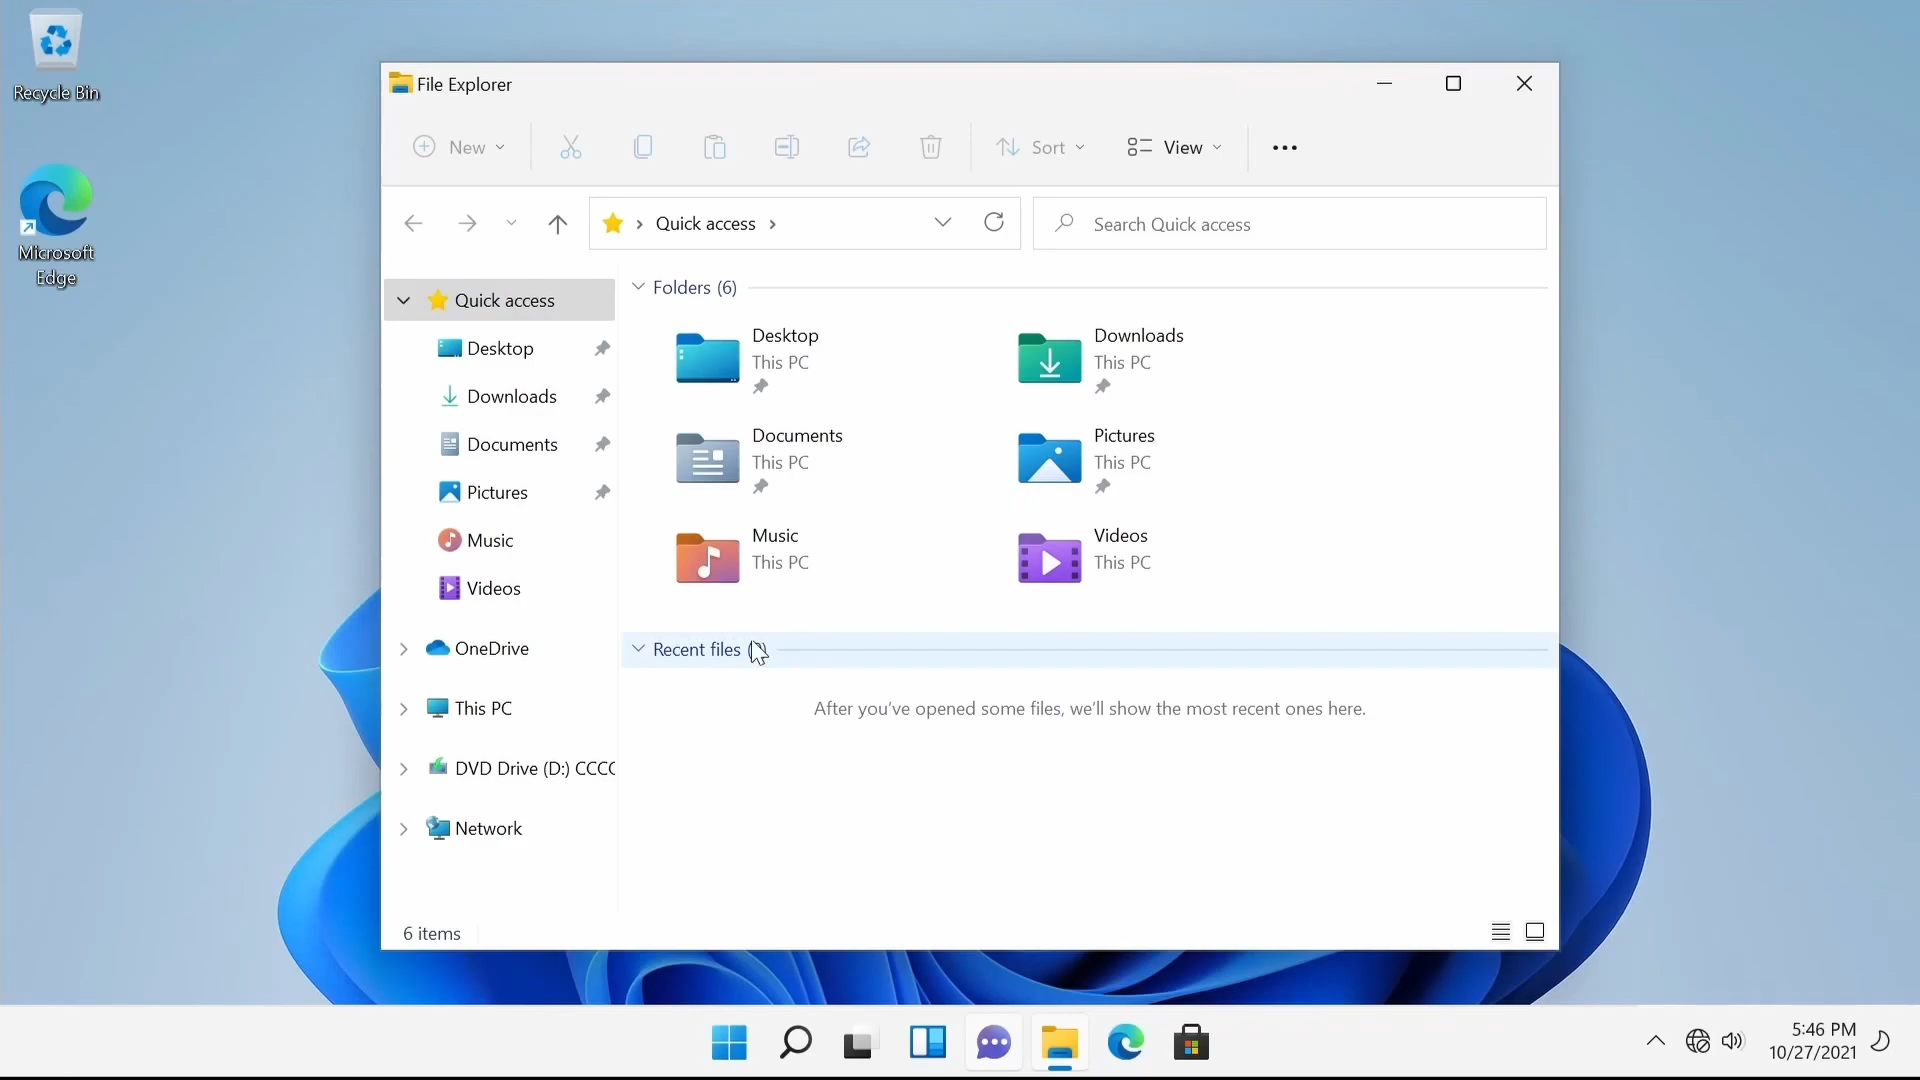 Recycle Bin
Microsoft
Edge
File Explorer
New
Sort
View
Quick access
Search Quick access
Quick access
Desktop
Downloads
Documents
Pictures
Music
Videos
OneDrive
This PC
DVD Drive (D:) CCC
Network
Folders (6)
Desktop
This PC
Downloads
This PC
Documents
This PC
Pictures
This PC
Music
This PC
Videos
This PC
Recent files
After you've opened some files, we'll show the most recent ones here.
6 items
5:46 PM
10/27/2021